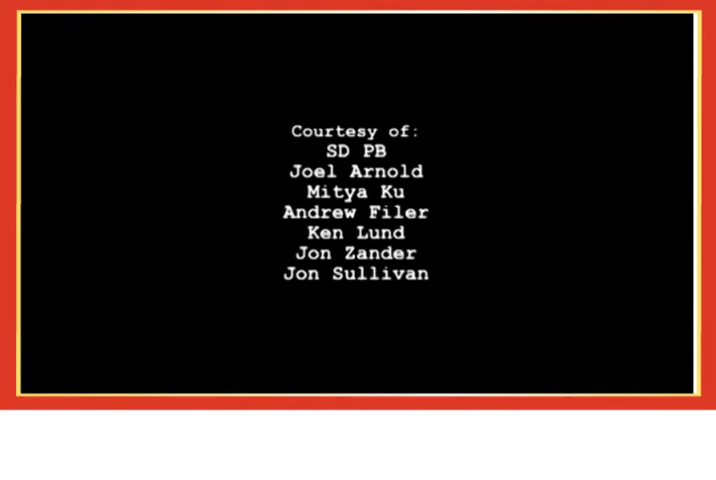 Courtesy of:
SD PB
Joel Arnold
Mitya Ku
Andrew Filer
Ken Lund
Jon Zander
Jon Sullivan